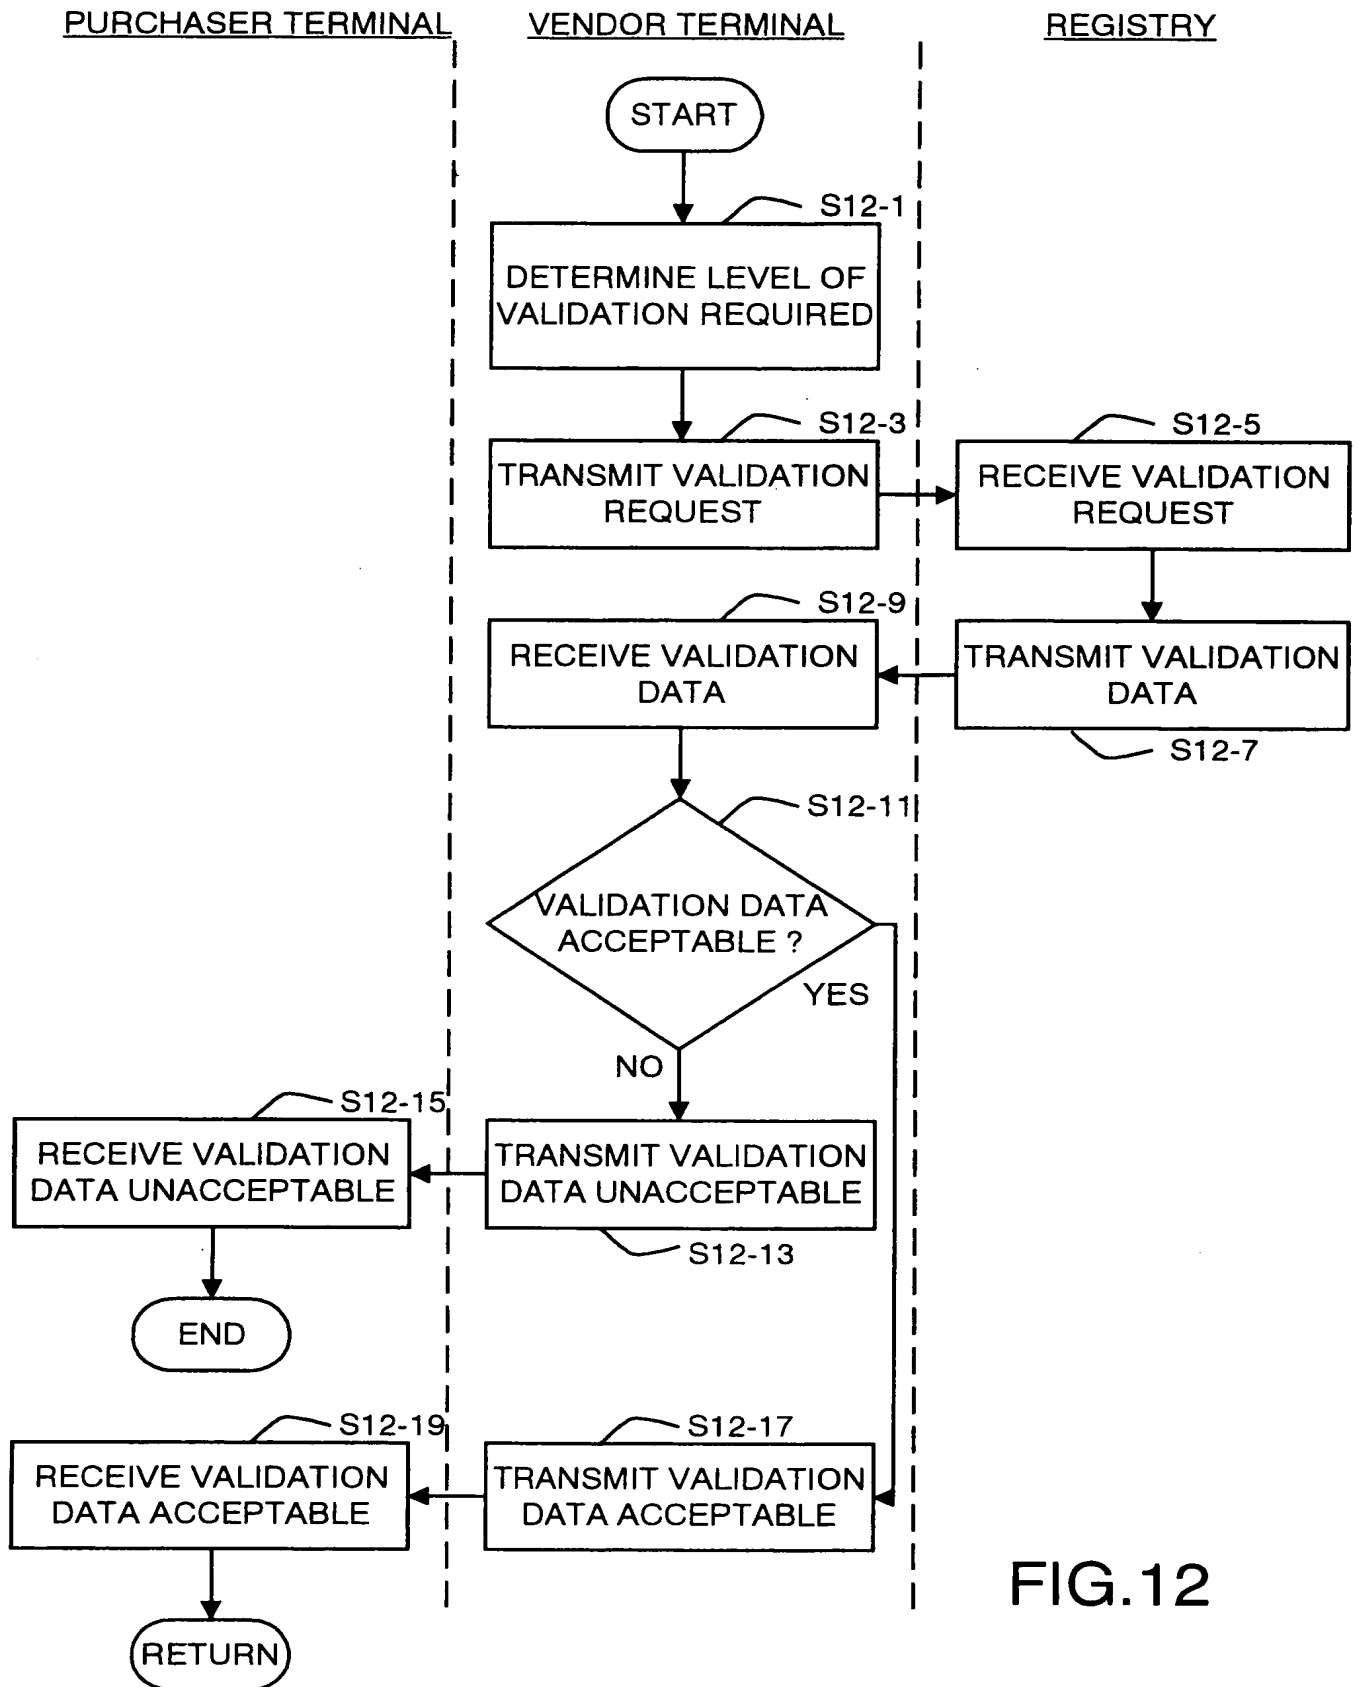 PURCHASER TERMINAL
VENDOR TERMINAL
REGISTRY
START
S12-1
DETERMINE LEVEL OF
VALIDATION REQUIRED
S12-3
TRANSMIT VALIDATION
REQUEST
S12-5
RECEIVE VALIDATION
REQUEST
S12-9
RECEIVE VALIDATION
DATA
TRANSMIT VALIDATION
DATA
S12-7
S12-11
VALIDATION DATA
ACCEPTABLE ?
YES
NO
S12-15
RECEIVE VALIDATION
DATA UNACCEPTABLE
TRANSMIT VALIDATION
DATA UNACCEPTABLE
S12-13
END
S12-19
RECEIVE VALIDATION
DATA ACCEPTABLE
S12-17
TRANSMIT VALIDATION
DATA ACCEPTABLE
RETURN
FIG.12